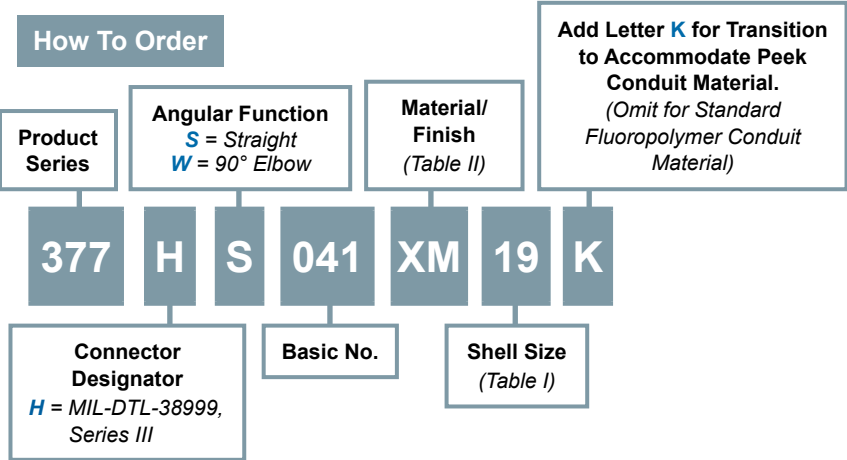 How To Order
Add Letter K for Transition
to Accommodate Peek
Conduit Material.
(Omit for Standard
Fluoropolymer Conduit
Material)
Product
Series
Angular Function
S = Straight
W = 90° Elbow
Material/
Finish
(Table II)
377 H S 041 XM 19 K
Connector
Designator
H = MIL-DTL-38999,
Series III
Basic No.
Shell Size
(Table I)